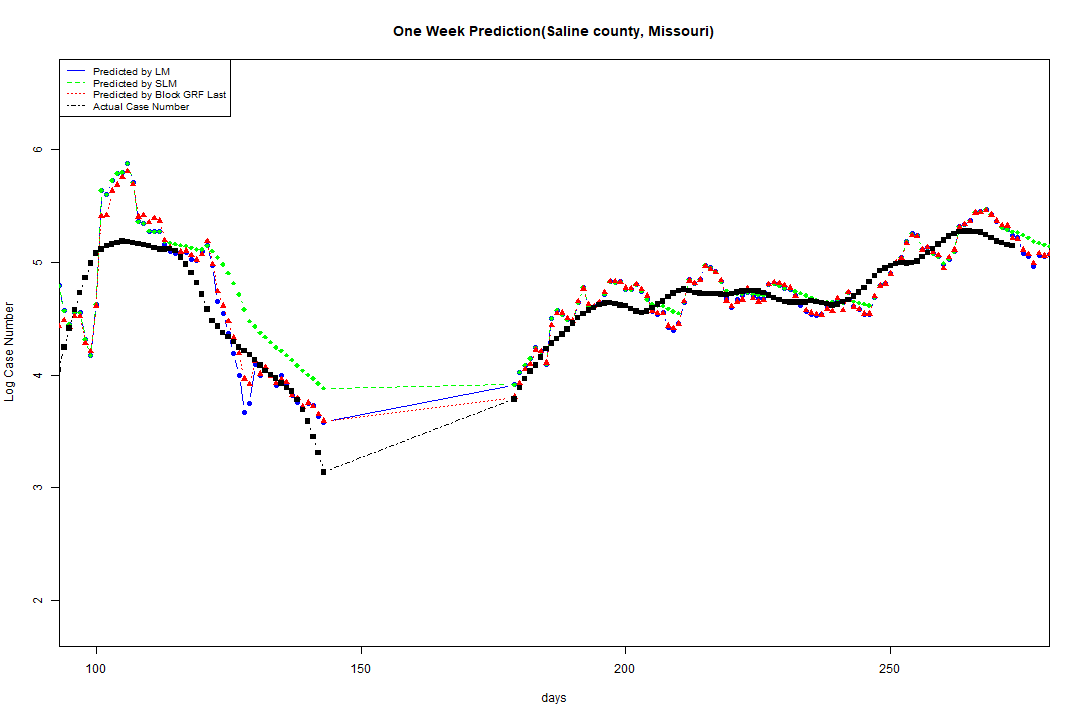 One Week Prediction(Saline county, Missouri)
Predicted by LM
Predicted by SLM
Predicted by Block GRF Last
Actual Case Number
Log Case Number
6
5
4
3
2
100 150 200 250
days